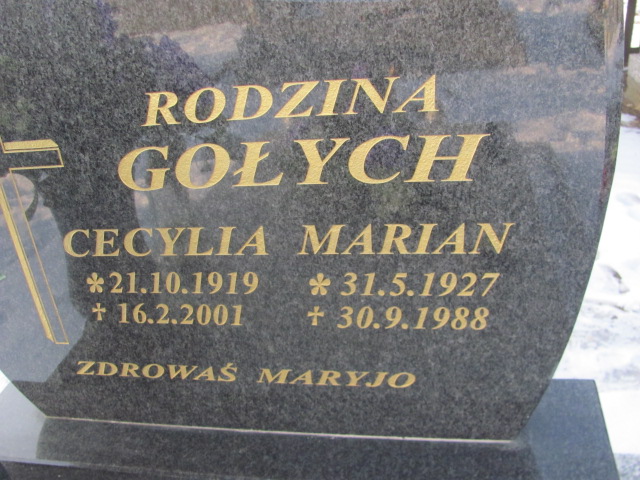 RODZINA
GOŁYCH
CECYLIA MARIAN
*21.10.1919 * 31.5.1927
† 16.2.2001 † 30.9.1988
ZDROWAŚ MARYJO